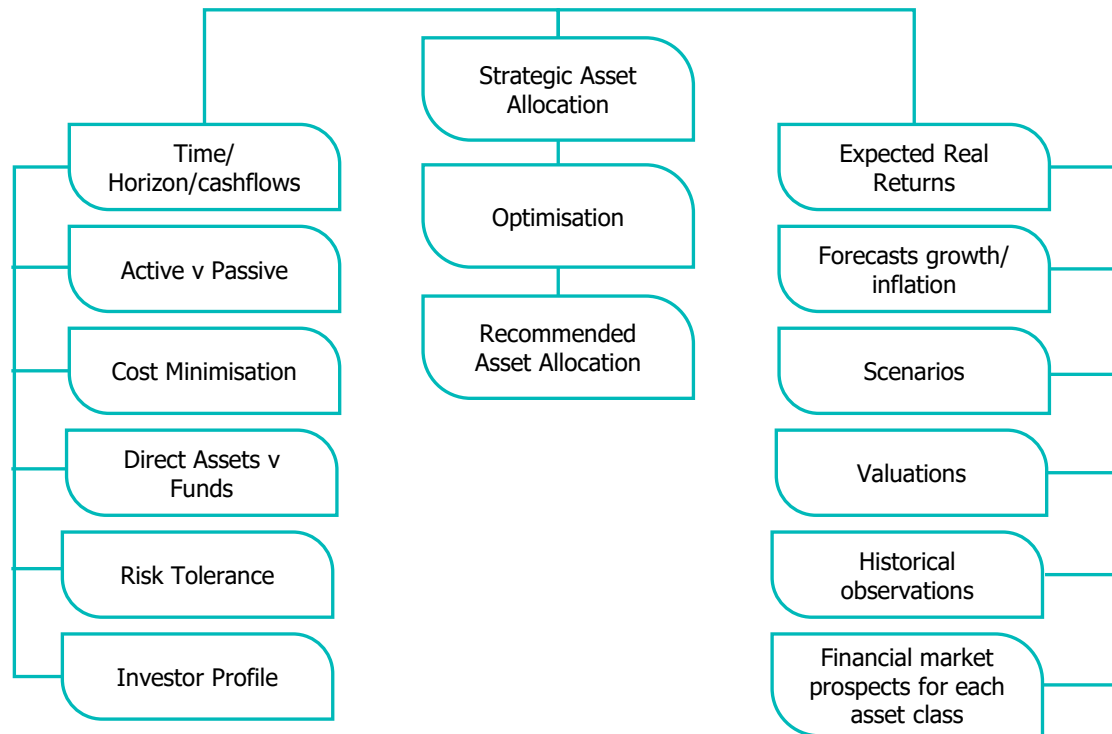 Strategic Asset
Allocation
Optimisation
Recommended
Asset Allocation
Time/
Horizon/cashflows
Active v Passive
Cost Minimisation
Direct Assets v
Funds
Risk Tolerance
Investor Profile
Expected Real
Returns
Forecasts growth/
inflation
Scenarios
Valuations
Historical
observations
Financial market
prospects for each
asset class